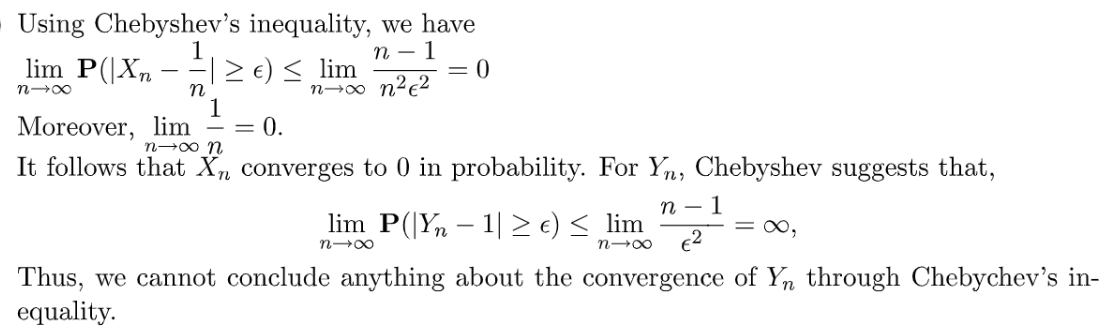 Using Chebyshev's inequality, we have
lim_{n→∞} P(|X_n − 1/n| ≥ ϵ) ≤ lim_{n→∞} (n − 1)/(n²ϵ²) = 0
Moreover, lim_{n→∞} 1/n = 0.
It follows that X_n converges to 0 in probability. For Y_n, Chebyshev suggests that,
lim_{n→∞} P(|Y_n − 1| ≥ ϵ) ≤ lim_{n→∞} (n − 1)/ϵ² = ∞,
Thus, we cannot conclude anything about the convergence of Y_n through Chebychev's in-
equality.